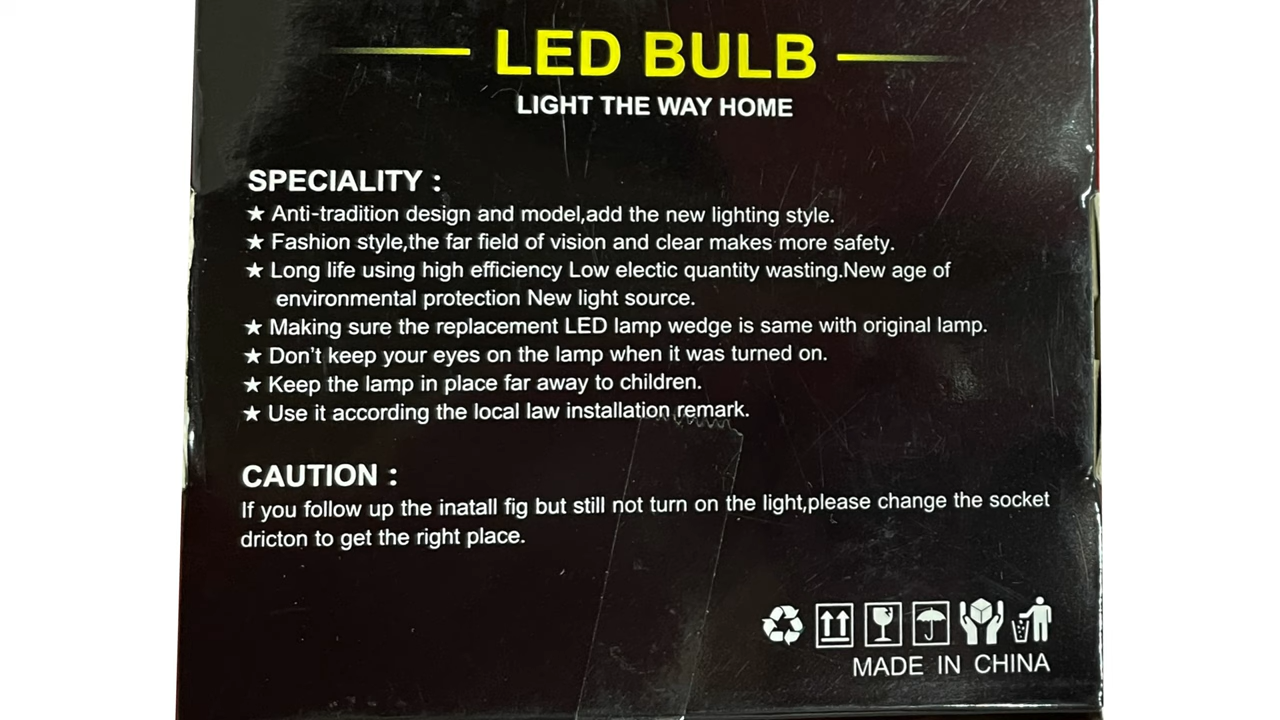 LED BULB
LIGHT THE WAY HOME
SPECIALITY :
★ Anti-tradition design and model,add the new lighting style.
★ Fashion style,the far field of vision and clear makes more safety.
★ Long life using high efficiency Low electic quantity wasting.New age of
environmental protection New light source.
★ Making sure the replacement LED lamp wedge is same with original lamp.
★ Don't keep your eyes on the lamp when it was turned on.
★ Keep the lamp in place far away to children.
★ Use it according the local law installation remark.
CAUTION :
If you follow up the inatall fig but still not turn on the light,please change the socket
dricton to get the right place.
MADE IN CHINA